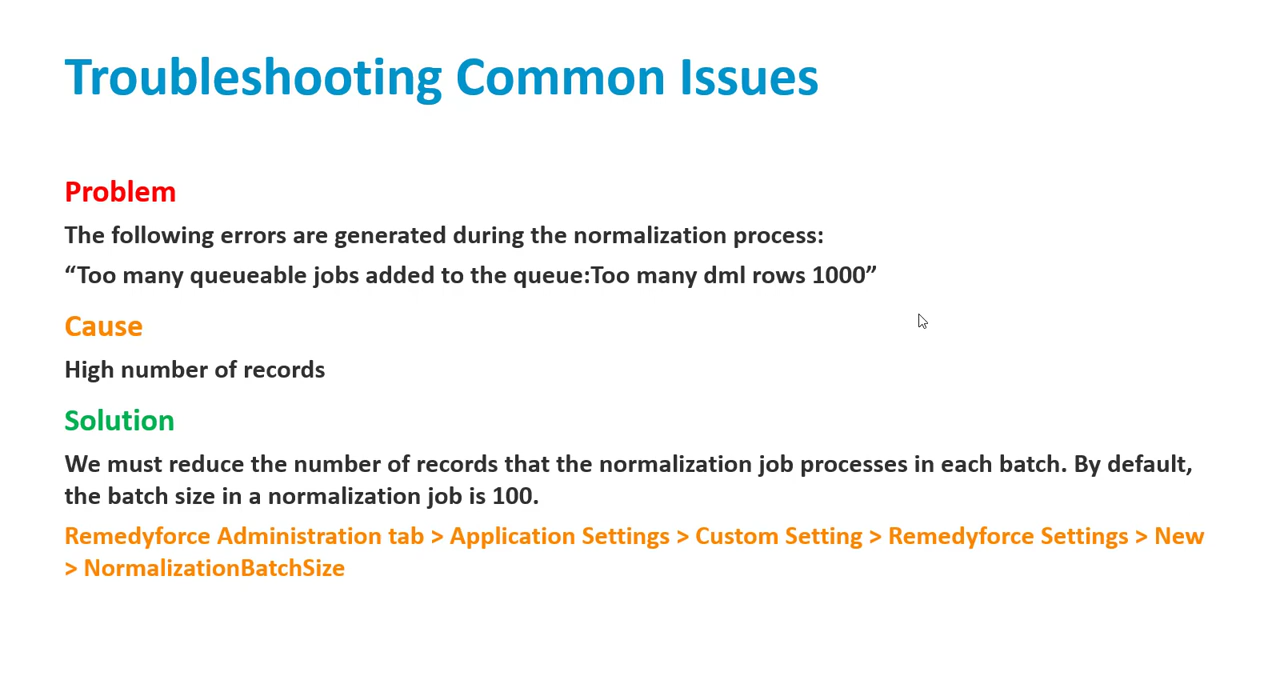 Troubleshooting Common Issues
Problem
The following errors are generated during the normalization process:
“Too many queueable jobs added to the queue:Too many dml rows 1000”
Cause
High number of records
Solution
We must reduce the number of records that the normalization job processes in each batch. By default,
the batch size in a normalization job is 100.
Remedyforce Administration tab > Application Settings > Custom Setting > Remedyforce Settings > New
> NormalizationBatchSize